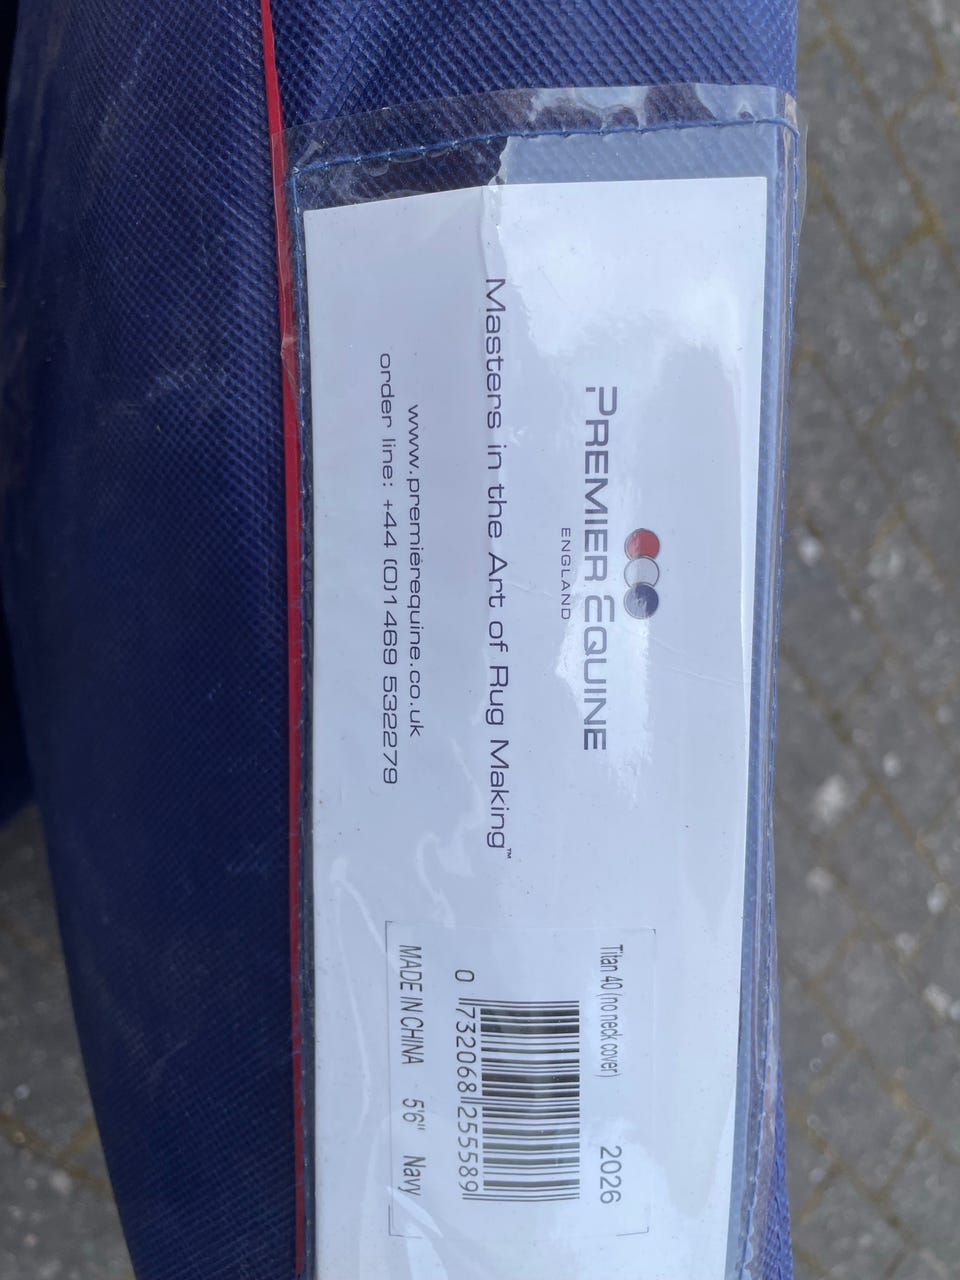 PREMIER EQUINE
ENGLAND
Masters in the Art of Rug Making™
www.premierequine.co.uk
order line: +44 (0)1469 532279
Titan 40 (no neck cover) 2026
0 732068 255589
MADE IN CHINA 5'6" Navy